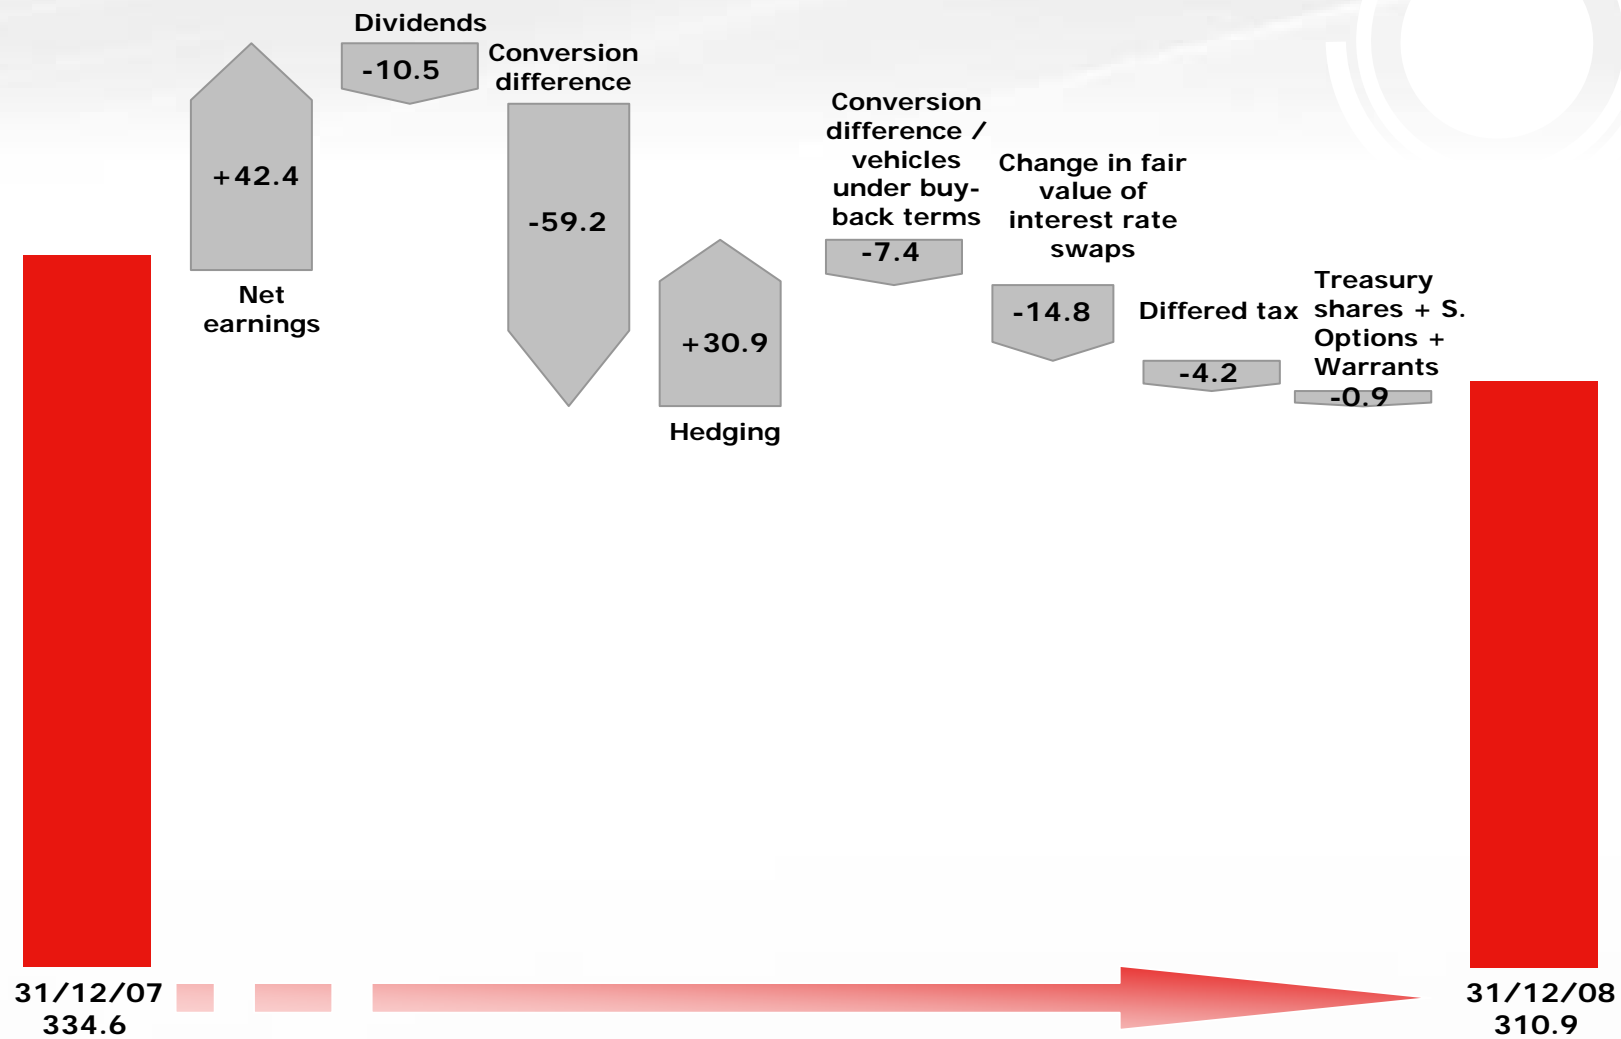 Dividends
-10.5
Conversion
difference
+42.4
-59.2
Net
earnings
+30.9
Hedging
Conversion
difference /
vehicles
under buy-
back terms
-7.4
Change in fair
value of
interest rate
swaps
-14.8
Differed tax
-4.2
Treasury
shares + S.
Options +
Warrants
-0.9
31/12/07
334.6
31/12/08
310.9